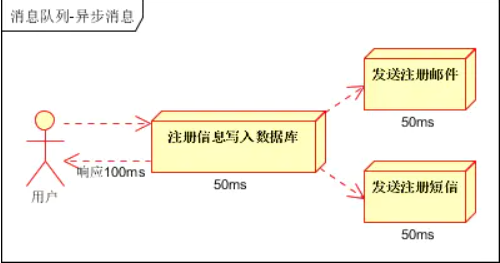 消息队列-异步消息
发送注册邮件
50ms
注册信息写入数据库
响应100ms
50ms
用户
发送注册短信
50ms